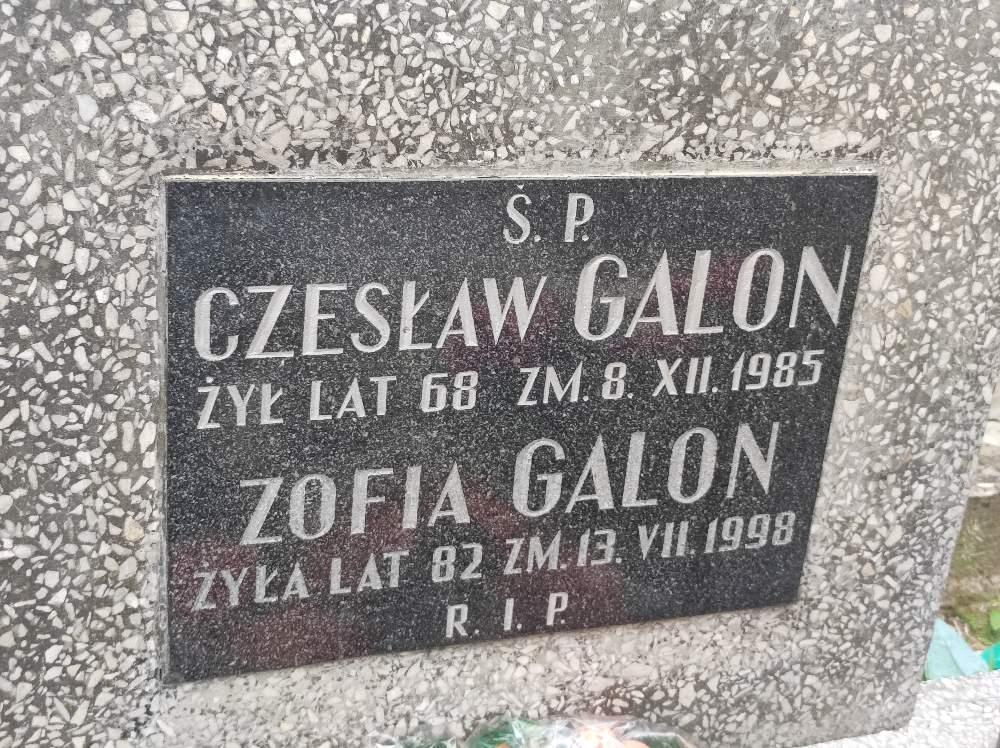 Ś. P.
CZESŁAW GALON
ŻYŁ LAT 68 ZM. 8. XII. 1985
ZOFIA GALON
ŻYŁA LAT 82 ZM. 13. VII. 1998
R. I. P.